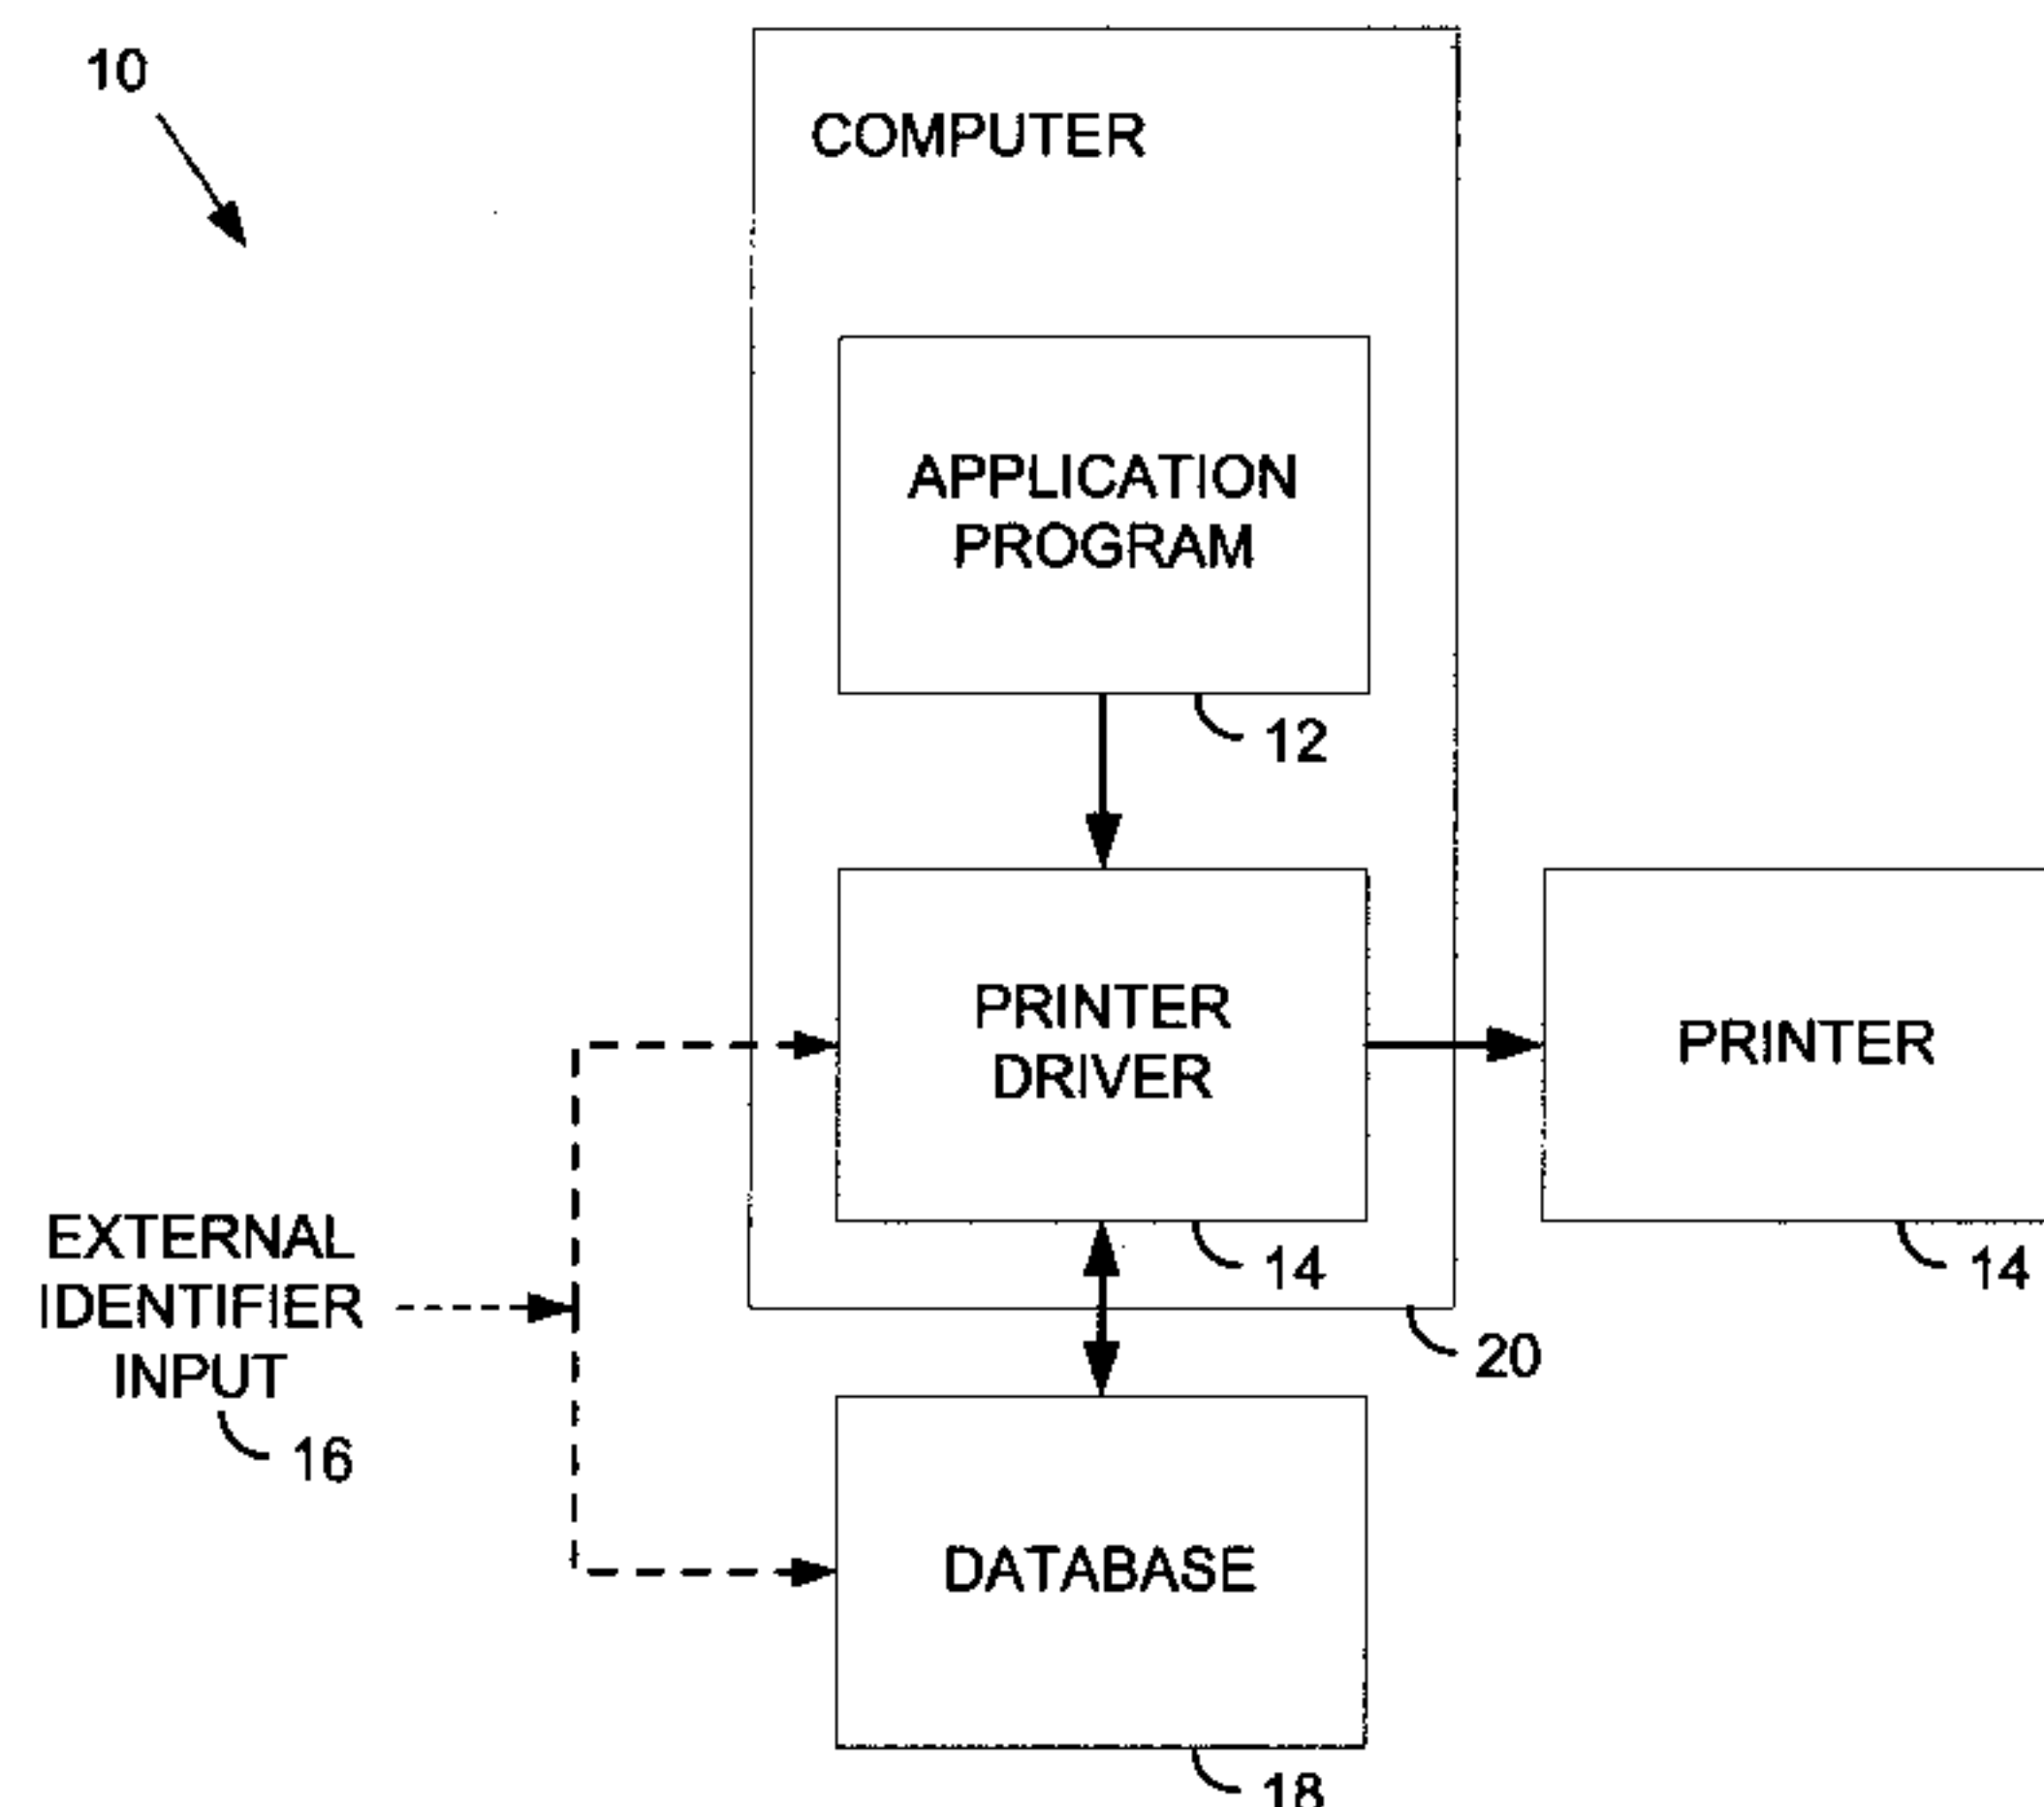 10
COMPUTER
APPLICATION
PROGRAM
12
PRINTER
DRIVER
14
PRINTER
14
EXTERNAL
IDENTIFIER
INPUT
16
20
DATABASE
18